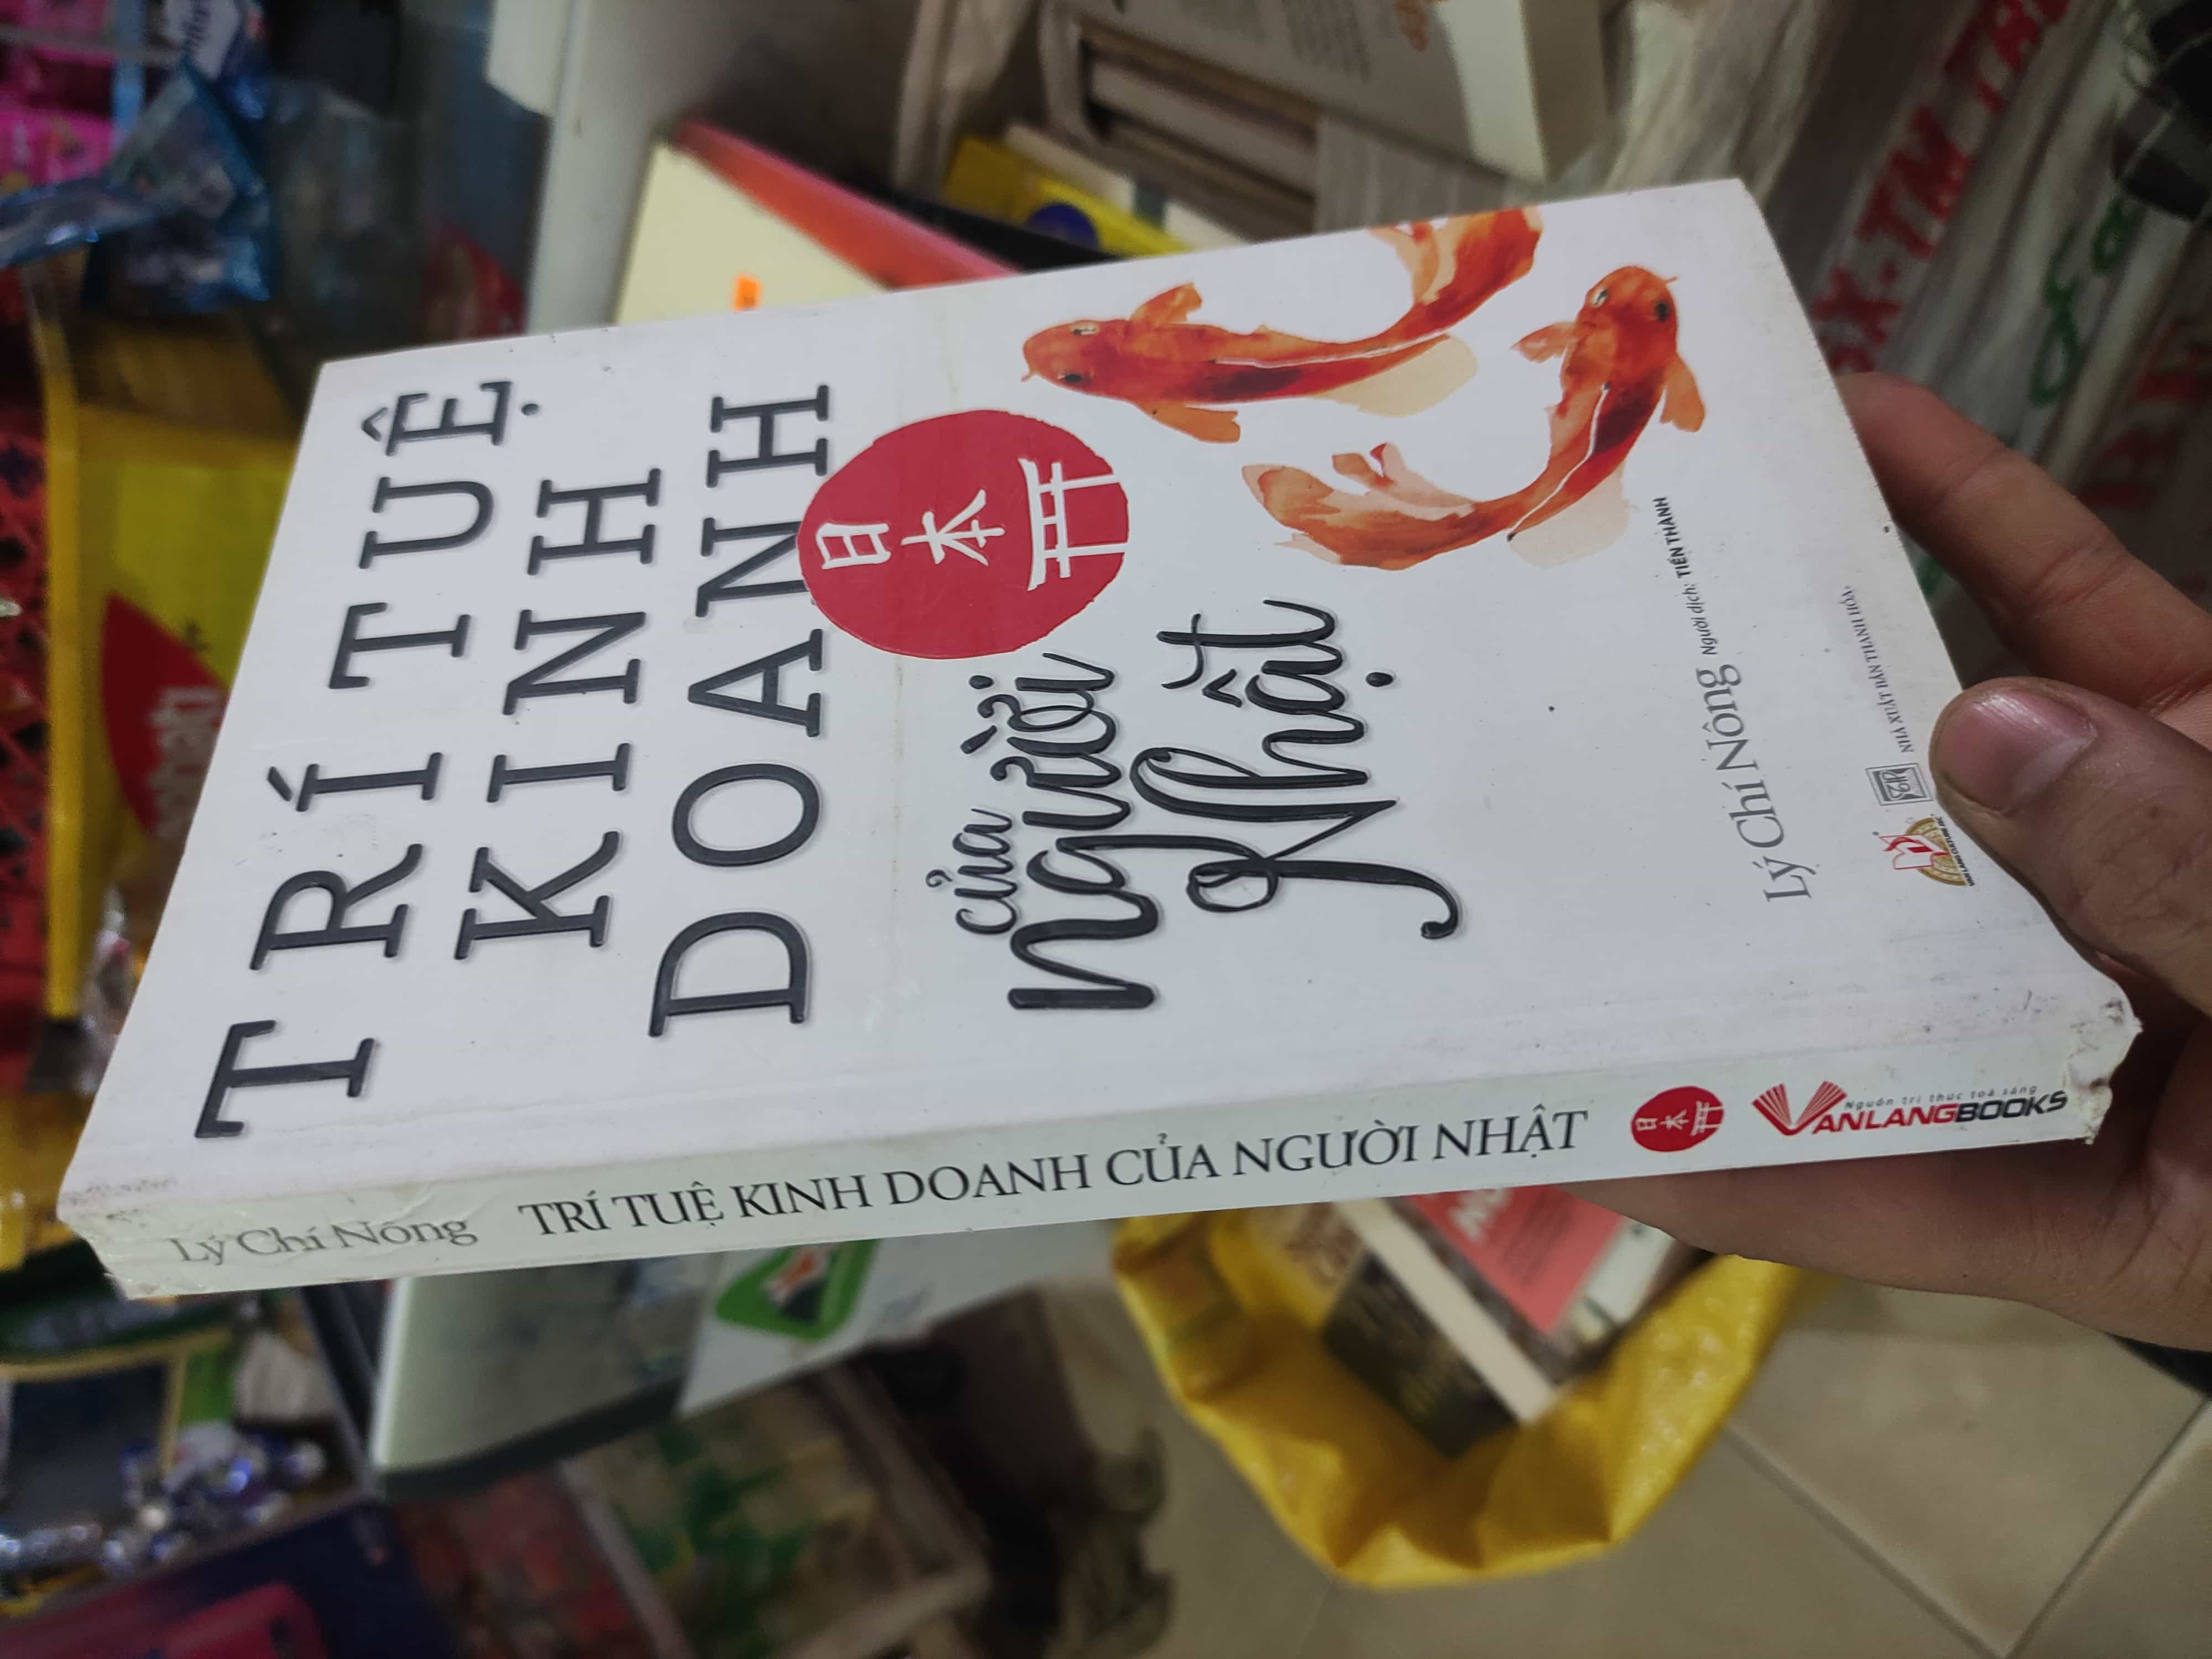 TRÍ TUỆ
KINH
DOANH
日本
của
người
Nhật
Lý Chí Nông
Người dịch: TIẾN THÀNH
NHÀ XUẤT BẢN THANH HÓA
Lý Chí Nông
TRÍ TUỆ KINH DOANH CỦA NGƯỜI NHẬT
日本
Nguồn tri thức toả sáng
VANLANGBOOKS